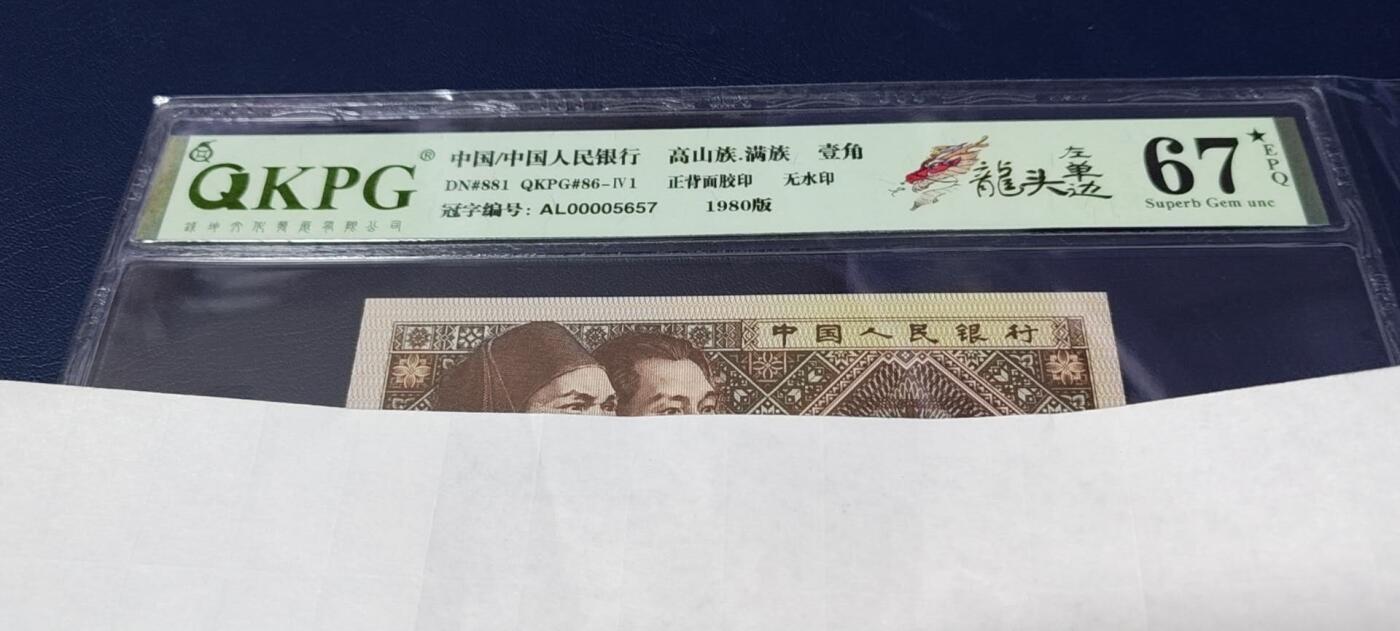 QKPG®
中国/中国人民银行 高山族.满族 壹角
DN#881 QKPG#86-Ⅳ1 正背面胶印 无水印
冠字编号: AL00005657 1980版
龍头
左单边
67★
EPQ
Superb Gem unc
中国人民银行